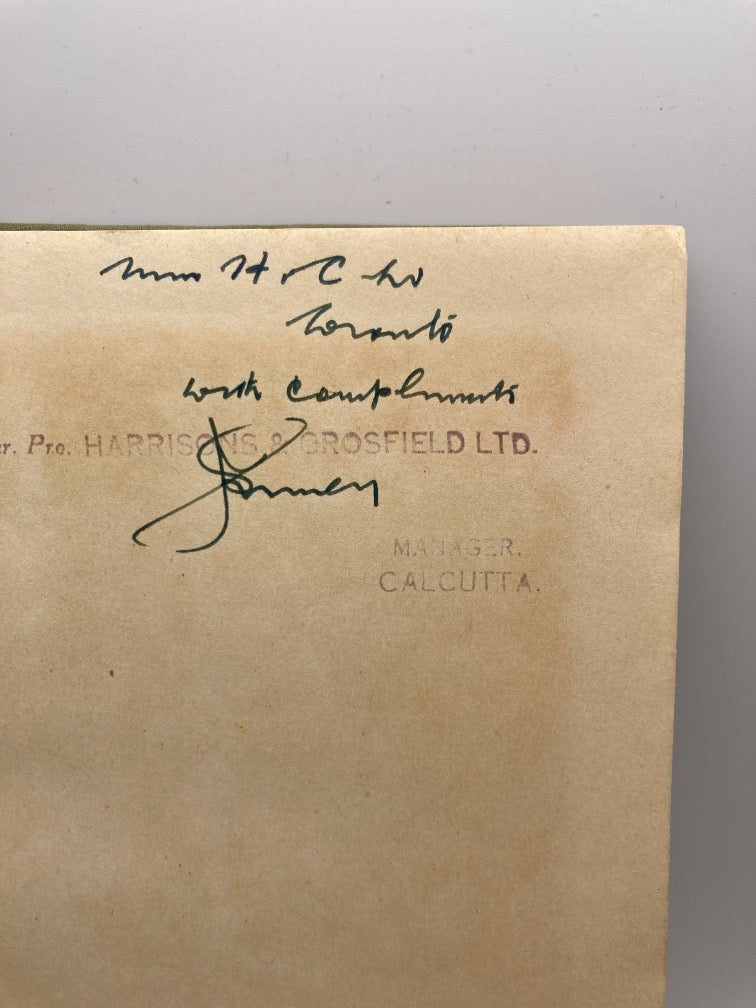 H. C
Toronto
with Compliments
Pro. HARRISONS & CROSFIELD LTD.
MANAGER.
CALCUTTA.